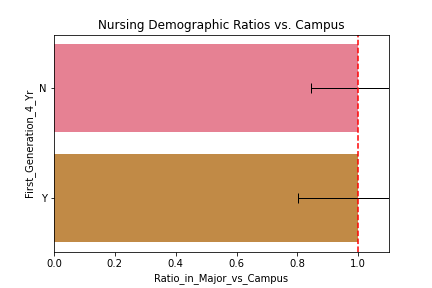 Nursing Demographic Ratios vs. Campus
First_Generation_4_Yr
N
Y
0.0 0.2 0.4 0.6 0.8 1.0
Ratio_in_Major_vs_Campus